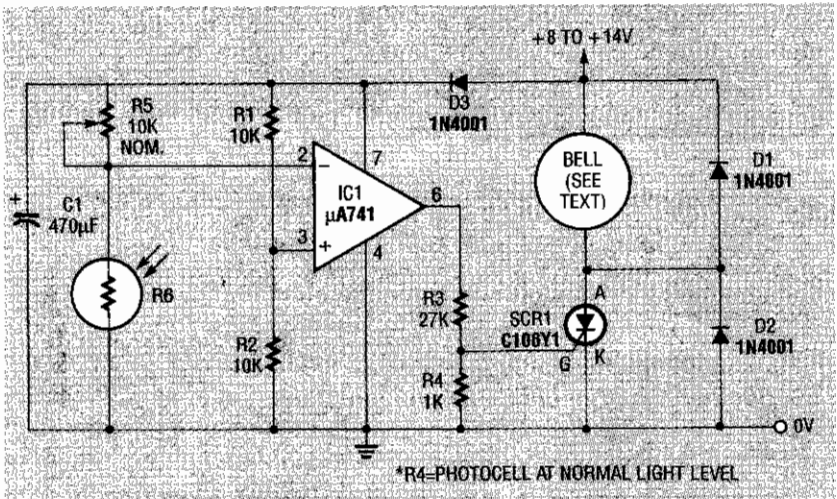 +8 TO +14V
R5
10K
NOM.
R1
10K
D3
1N4001
2
7
BELL
(SEE
TEXT)
D1
1N4001
−
IC1
µA741
6
+
C1
470µF
3
+
4
R6
R3
27K
SCR1
C106Y1
A
D2
1N4001
R2
10K
G
K
R4
1K
0V
*R4=PHOTOCELL AT NORMAL LIGHT LEVEL